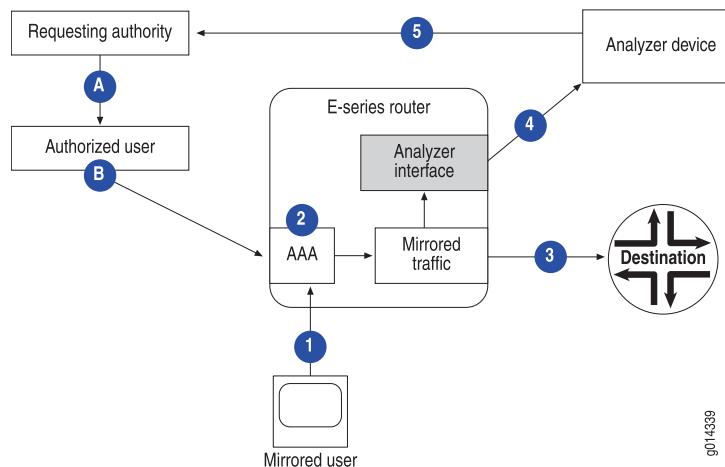 Requesting authority
5
Analyzer device
A
E-series router
4
Authorized user
Analyzer
interface
B
2
AAA
Mirrored
traffic
3
Destination
1
Mirrored user
g014339